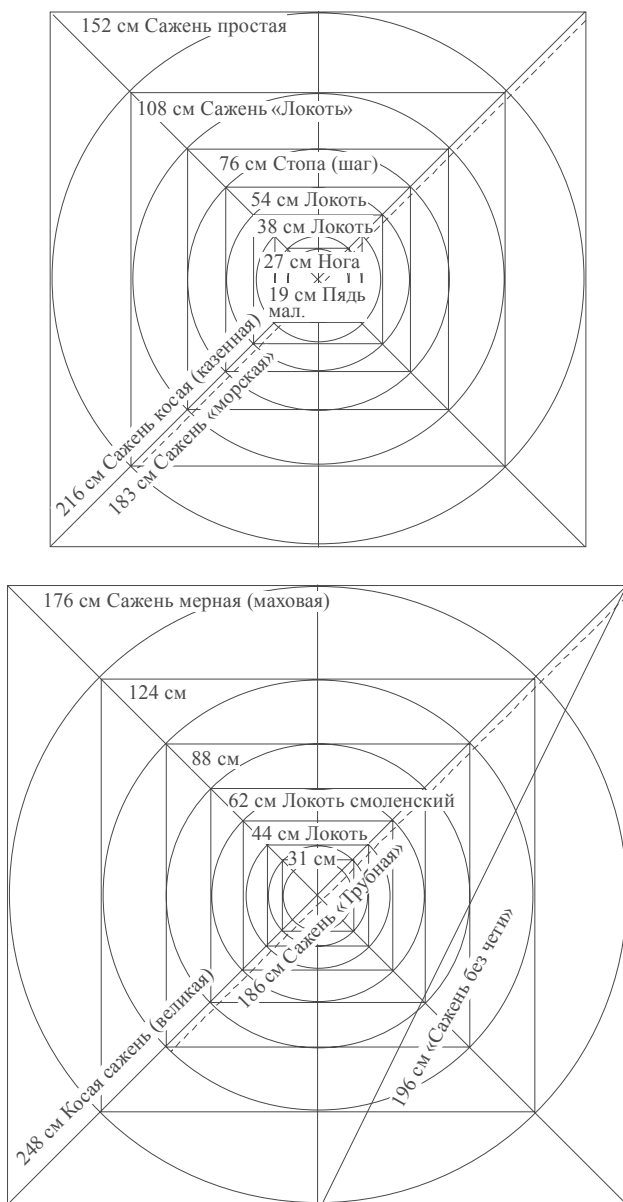 152 см Сажень простая
108 см Сажень «Локоть»
76 см Стопа (шаг)
54 см Локоть
38 см Локоть
27 см Нога
19 см Пядь
мал.
216 см Сажень косая (казенная)
183 см Сажень «морская»
176 см Сажень мерная (маховая)
124 см
88 см
62 см Локоть смоленский
44 см Локоть
31 см
186 см Сажень «Трубная»
196 см «Сажень без чети»
248 см Косая сажень (великая)